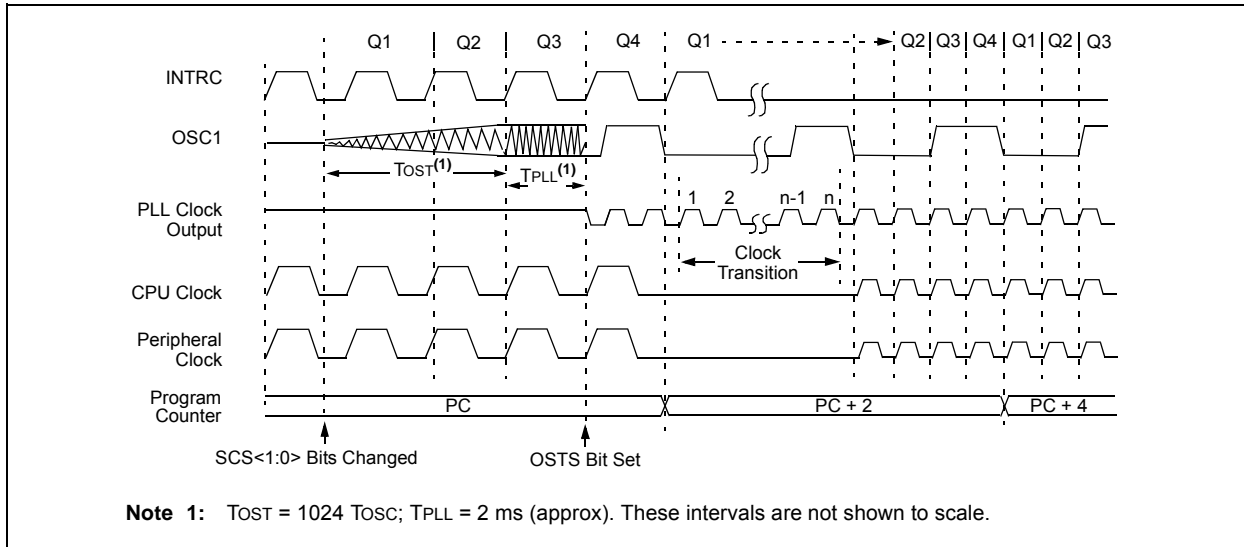 Q1 Q2 Q3 Q4 Q1 Q2 Q3 Q4 Q1 Q2 Q3
INTRC
OSC1
TOST(1) TPLL(1)
1 2 n-1 n
PLL Clock
Output
Clock
Transition
CPU Clock
Peripheral
Clock
Program
Counter
PC PC + 2 PC + 4
SCS<1:0> Bits Changed OSTS Bit Set
Note 1: TOST = 1024 TOSC; TPLL = 2 ms (approx). These intervals are not shown to scale.